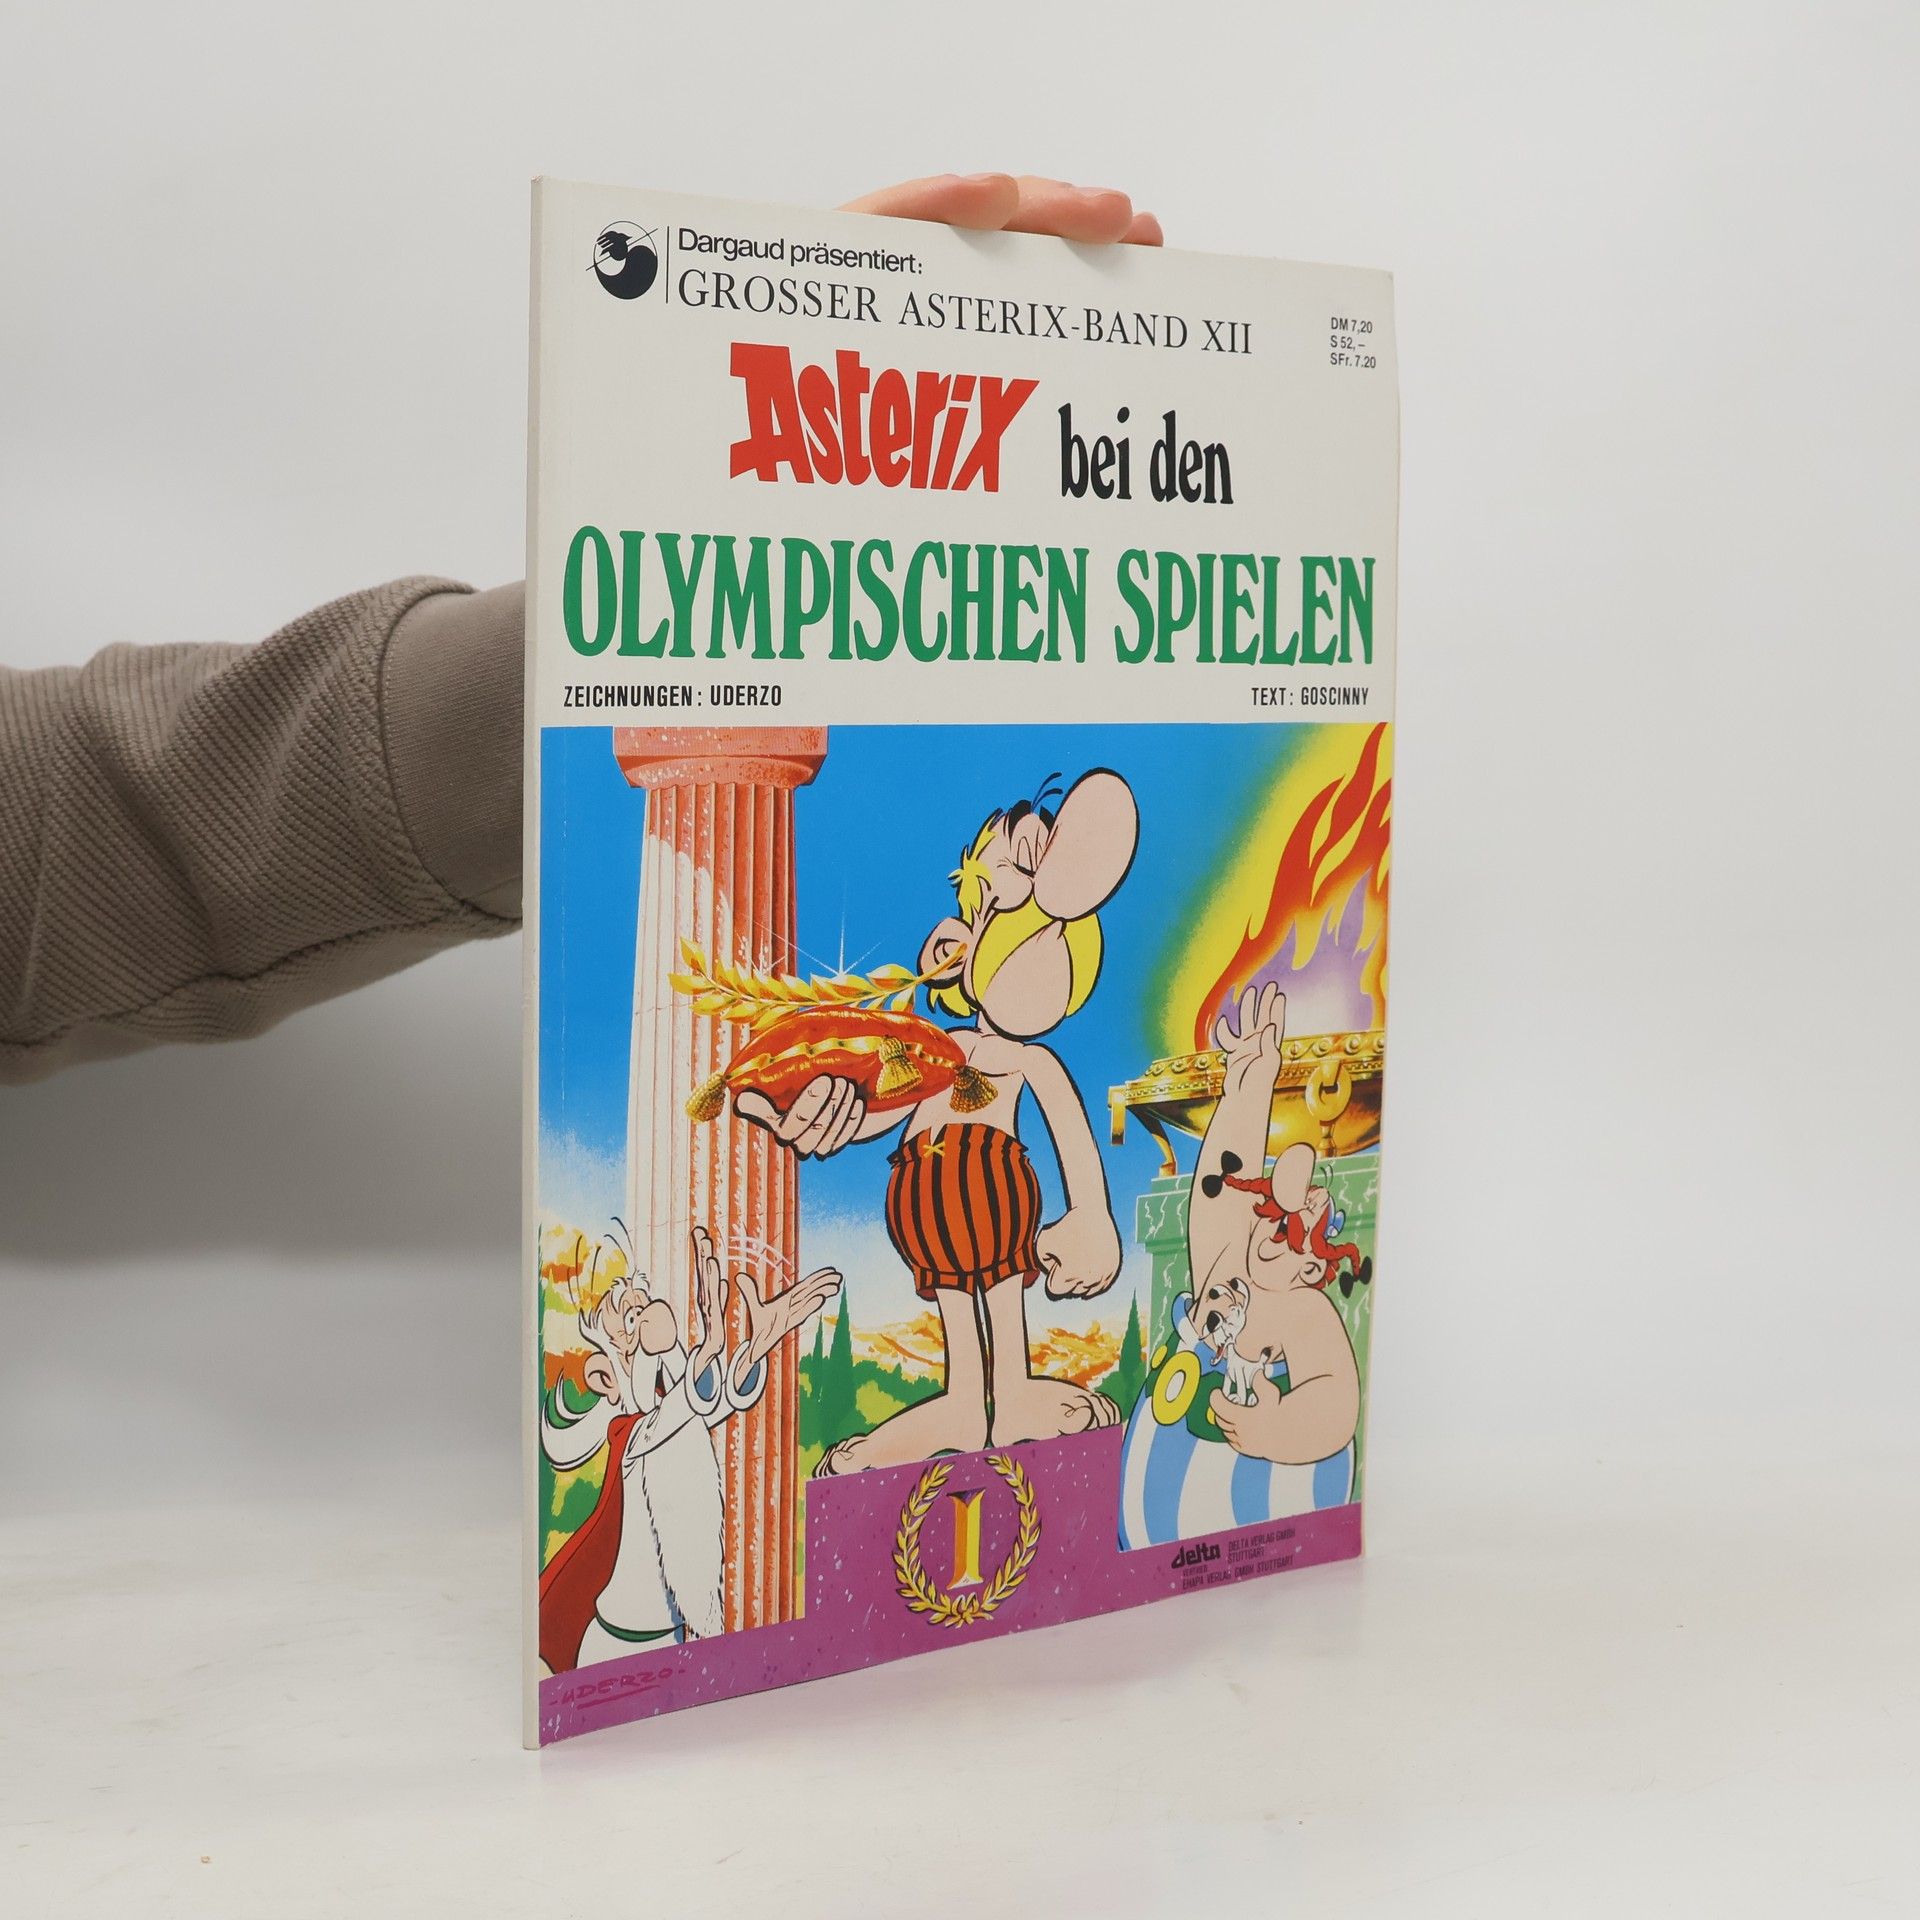 Dargaud präsentiert:
GROSSER ASTERIX-BAND XII
DM 7,20
S 52,–
SFr. 7.20
Asterix bei den
OLYMPISCHEN SPIELEN
ZEICHNUNGEN: UDERZO
TEXT: GOSCINNY
I
delta DELTA VERLAG GMBH
STUTTGART
VERTRIEB:
EHAPA VERLAG GMBH STUTTGART
-UDERZO-